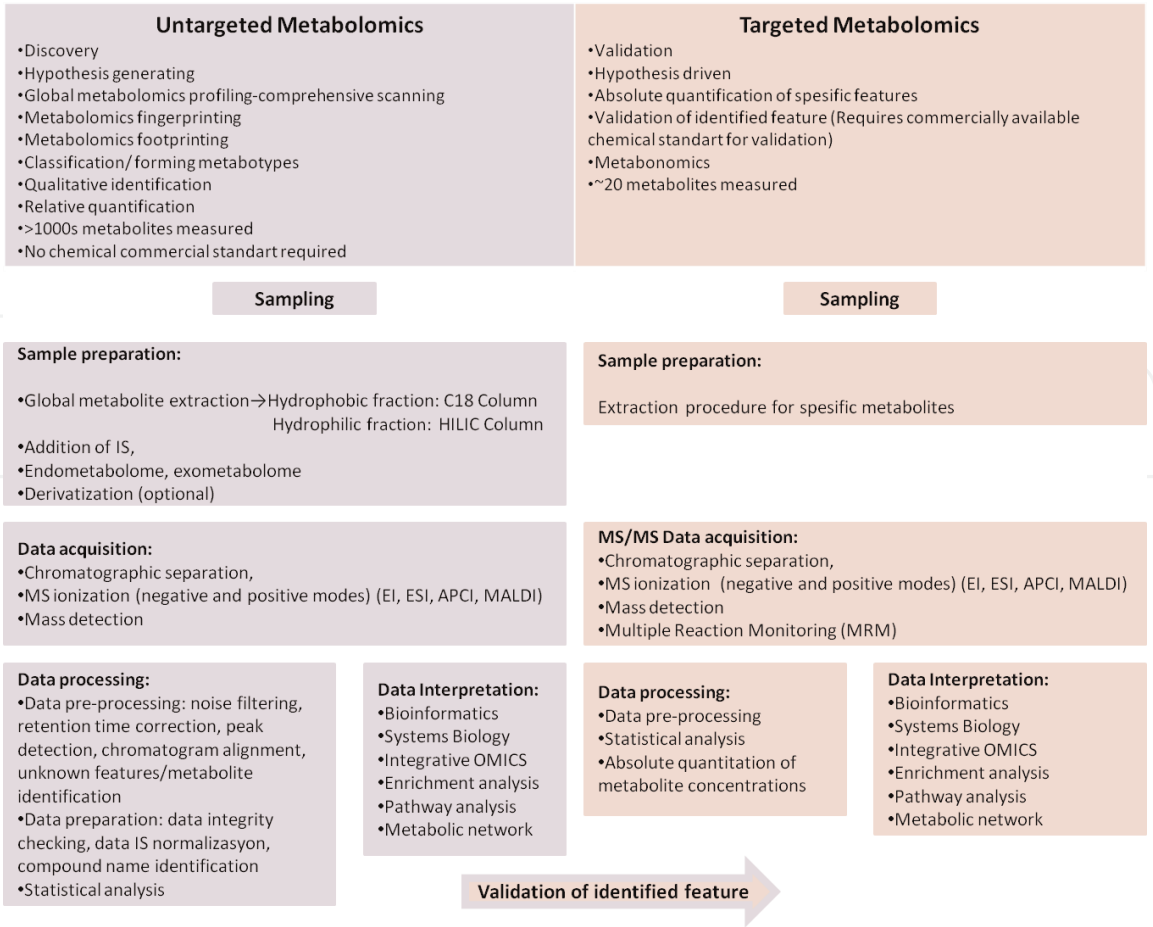 Untargeted Metabolomics
•Discovery
•Hypothesis generating
•Global metabolomics profiling-comprehensive scanning
•Metabolomics fingerprinting
•Metabolomics footprinting
•Classification/ forming metabotypes
•Qualitative identification
•Relative quantification
•>1000s metabolites measured
•No chemical commercial standart required
Targeted Metabolomics
•Validation
•Hypothesis driven
•Absolute quantification of spesific features
•Validation of identified feature (Requires commercially available
chemical standart for validation)
•Metabonomics
•~20 metabolites measured
Sampling
Sampling
Sample preparation:
•Global metabolite extraction→Hydrophobic fraction: C18 Column
Hydrophilic fraction: HILIC Column
•Addition of IS,
•Endometabolome, exometabolome
•Derivatization (optional)
Sample preparation:
Extraction procedure for spesific metabolites
Data acquisition:
•Chromatographic separation,
•MS ionization (negative and positive modes) (EI, ESI, APCI, MALDI)
•Mass detection
MS/MS Data acquisition:
•Chromatographic separation,
•MS ionization (negative and positive modes) (EI, ESI, APCI, MALDI)
•Mass detection
•Multiple Reaction Monitoring (MRM)
Data processing:
•Data pre-processing: noise filtering,
retention time correction, peak
detection, chromatogram alignment,
unknown features/metabolite
identification
•Data preparation: data integrity
checking, data IS normalizasyon,
compound name identification
•Statistical analysis
Data Interpretation:
•Bioinformatics
•Systems Biology
•Integrative OMICS
•Enrichment analysis
•Pathway analysis
•Metabolic network
Data processing:
•Data pre-processing
•Statistical analysis
•Absolute quantitation of
metabolite concentrations
Data Interpretation:
•Bioinformatics
•Systems Biology
•Integrative OMICS
•Enrichment analysis
•Pathway analysis
•Metabolic network
Validation of identified feature